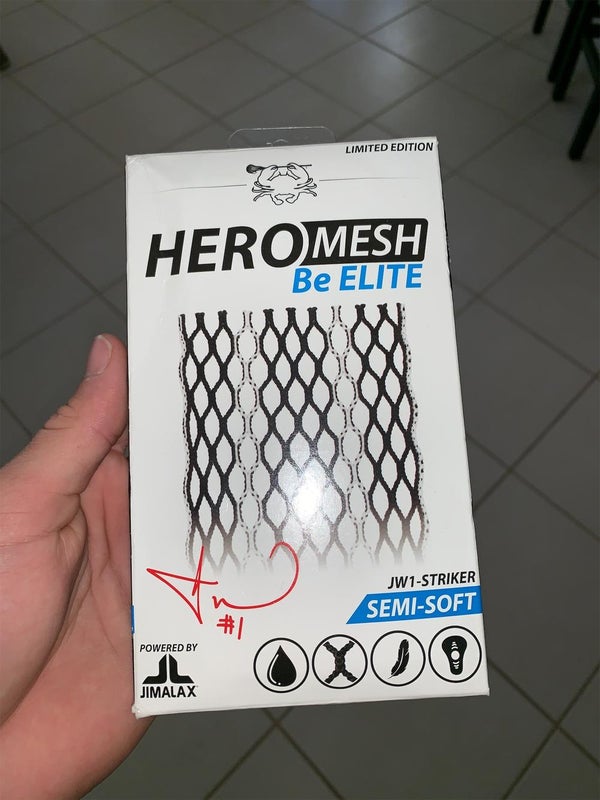 LIMITED EDITION
HEROMESH
Be ELITE
#1
JW1-STRIKER
SEMI-SOFT
POWERED BY
JIMALAX